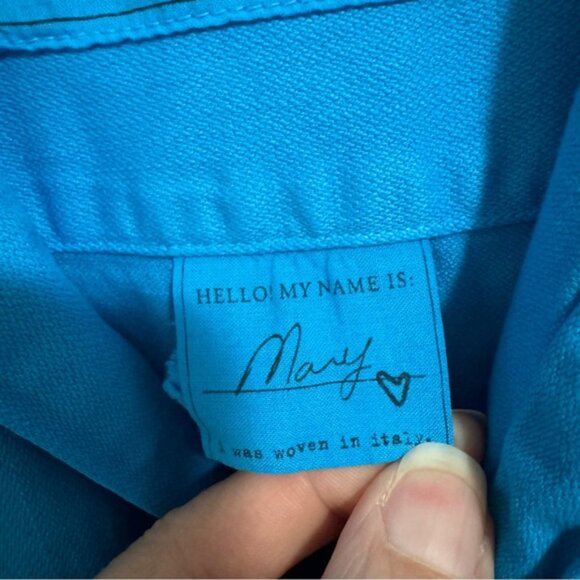 HELLO! MY NAME IS:
Mary
I was woven in italy.